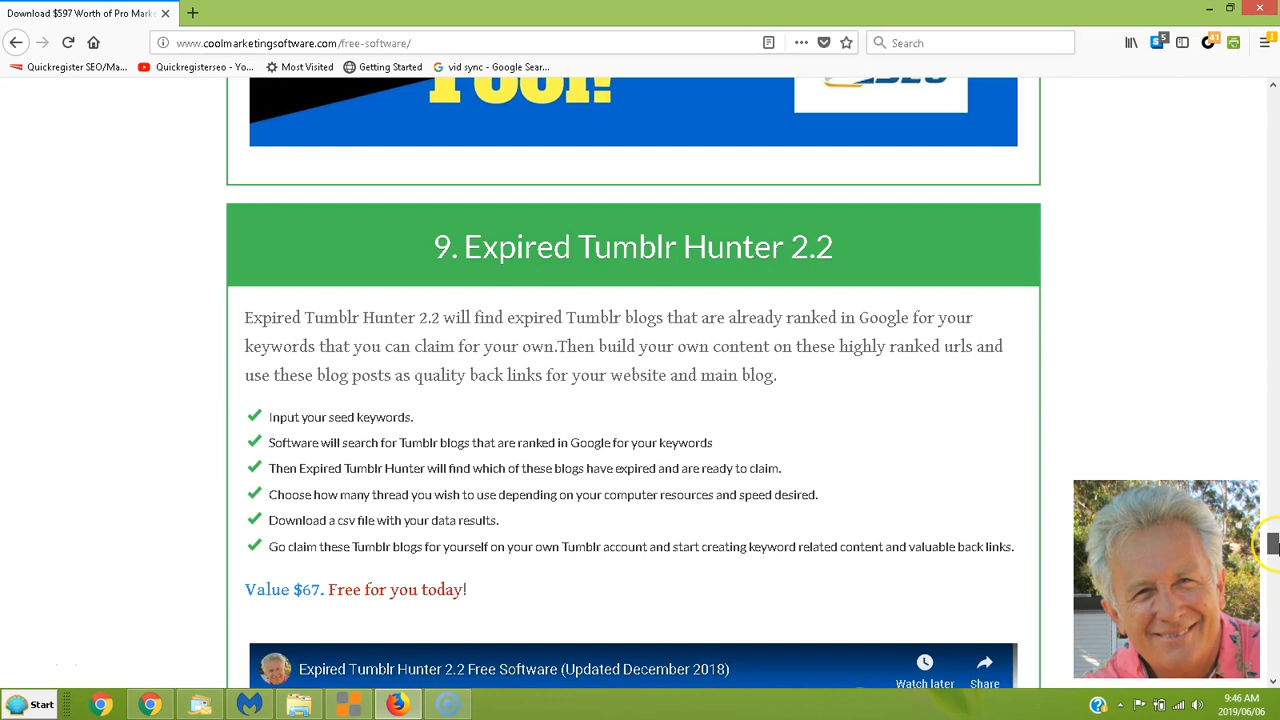 Download $597 Worth of Pro Marke
www.coolmarketingsoftware.com/free-software/
Search
5
41
1
Quickregister SEO/Ma...
Quickregisterseo - Yo...
Most Visited
Getting Started
vid sync - Google Sear...
Tool!
9. Expired Tumblr Hunter 2.2
Expired Tumblr Hunter 2.2 will find expired Tumblr blogs that are already ranked in Google for your
keywords that you can claim for your own.Then build your own content on these highly ranked urls and
use these blog posts as quality back links for your website and main blog.
Input your seed keywords.
Software will search for Tumblr blogs that are ranked in Google for your keywords
Then Expired Tumblr Hunter will find which of these blogs have expired and are ready to claim.
Choose how many thread you wish to use depending on your computer resources and speed desired.
Download a csv file with your data results.
Go claim these Tumblr blogs for yourself on your own Tumblr account and start creating keyword related content and valuable back links.
Value $67. Free for you today!
Expired Tumblr Hunter 2.2 Free Software (Updated December 2018)
Watch later
Share
Start
9:46 AM
2019/06/06